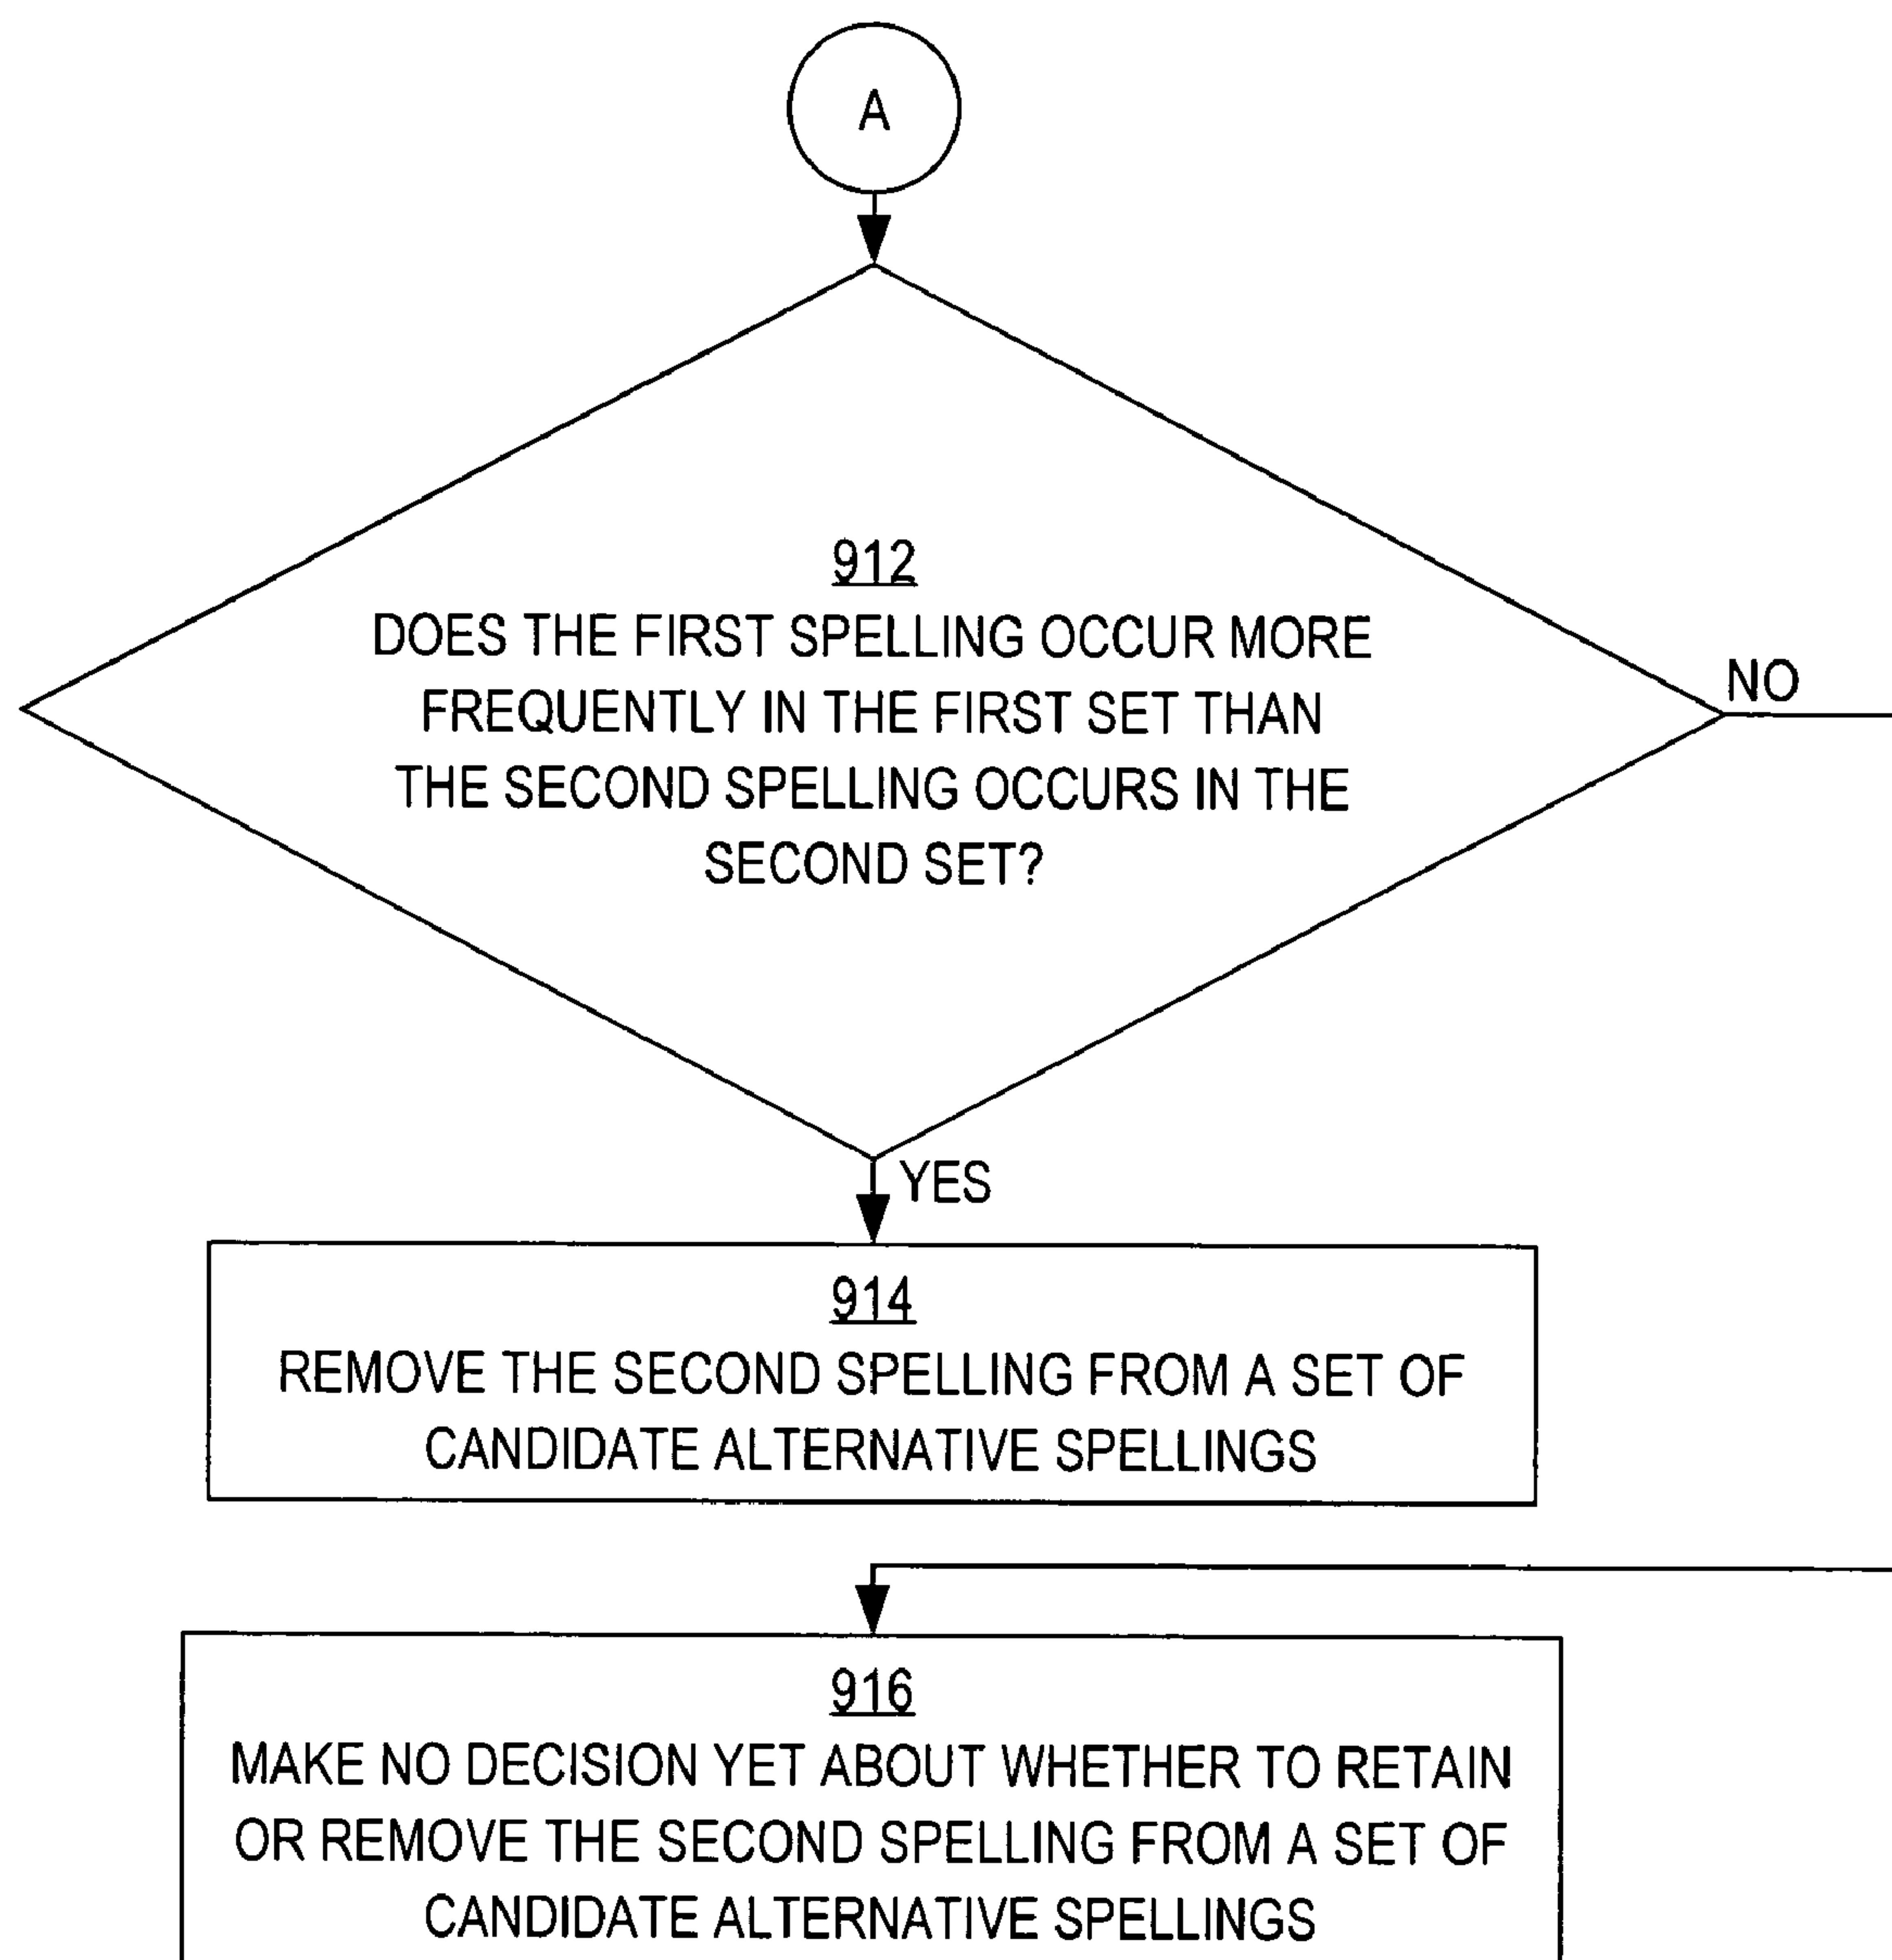 A
912
DOES THE FIRST SPELLING OCCUR MORE
FREQUENTLY IN THE FIRST SET THAN
THE SECOND SPELLING OCCURS IN THE
SECOND SET?
NO
YES
914
REMOVE THE SECOND SPELLING FROM A SET OF
CANDIDATE ALTERNATIVE SPELLINGS
916
MAKE NO DECISION YET ABOUT WHETHER TO RETAIN
OR REMOVE THE SECOND SPELLING FROM A SET OF
CANDIDATE ALTERNATIVE SPELLINGS